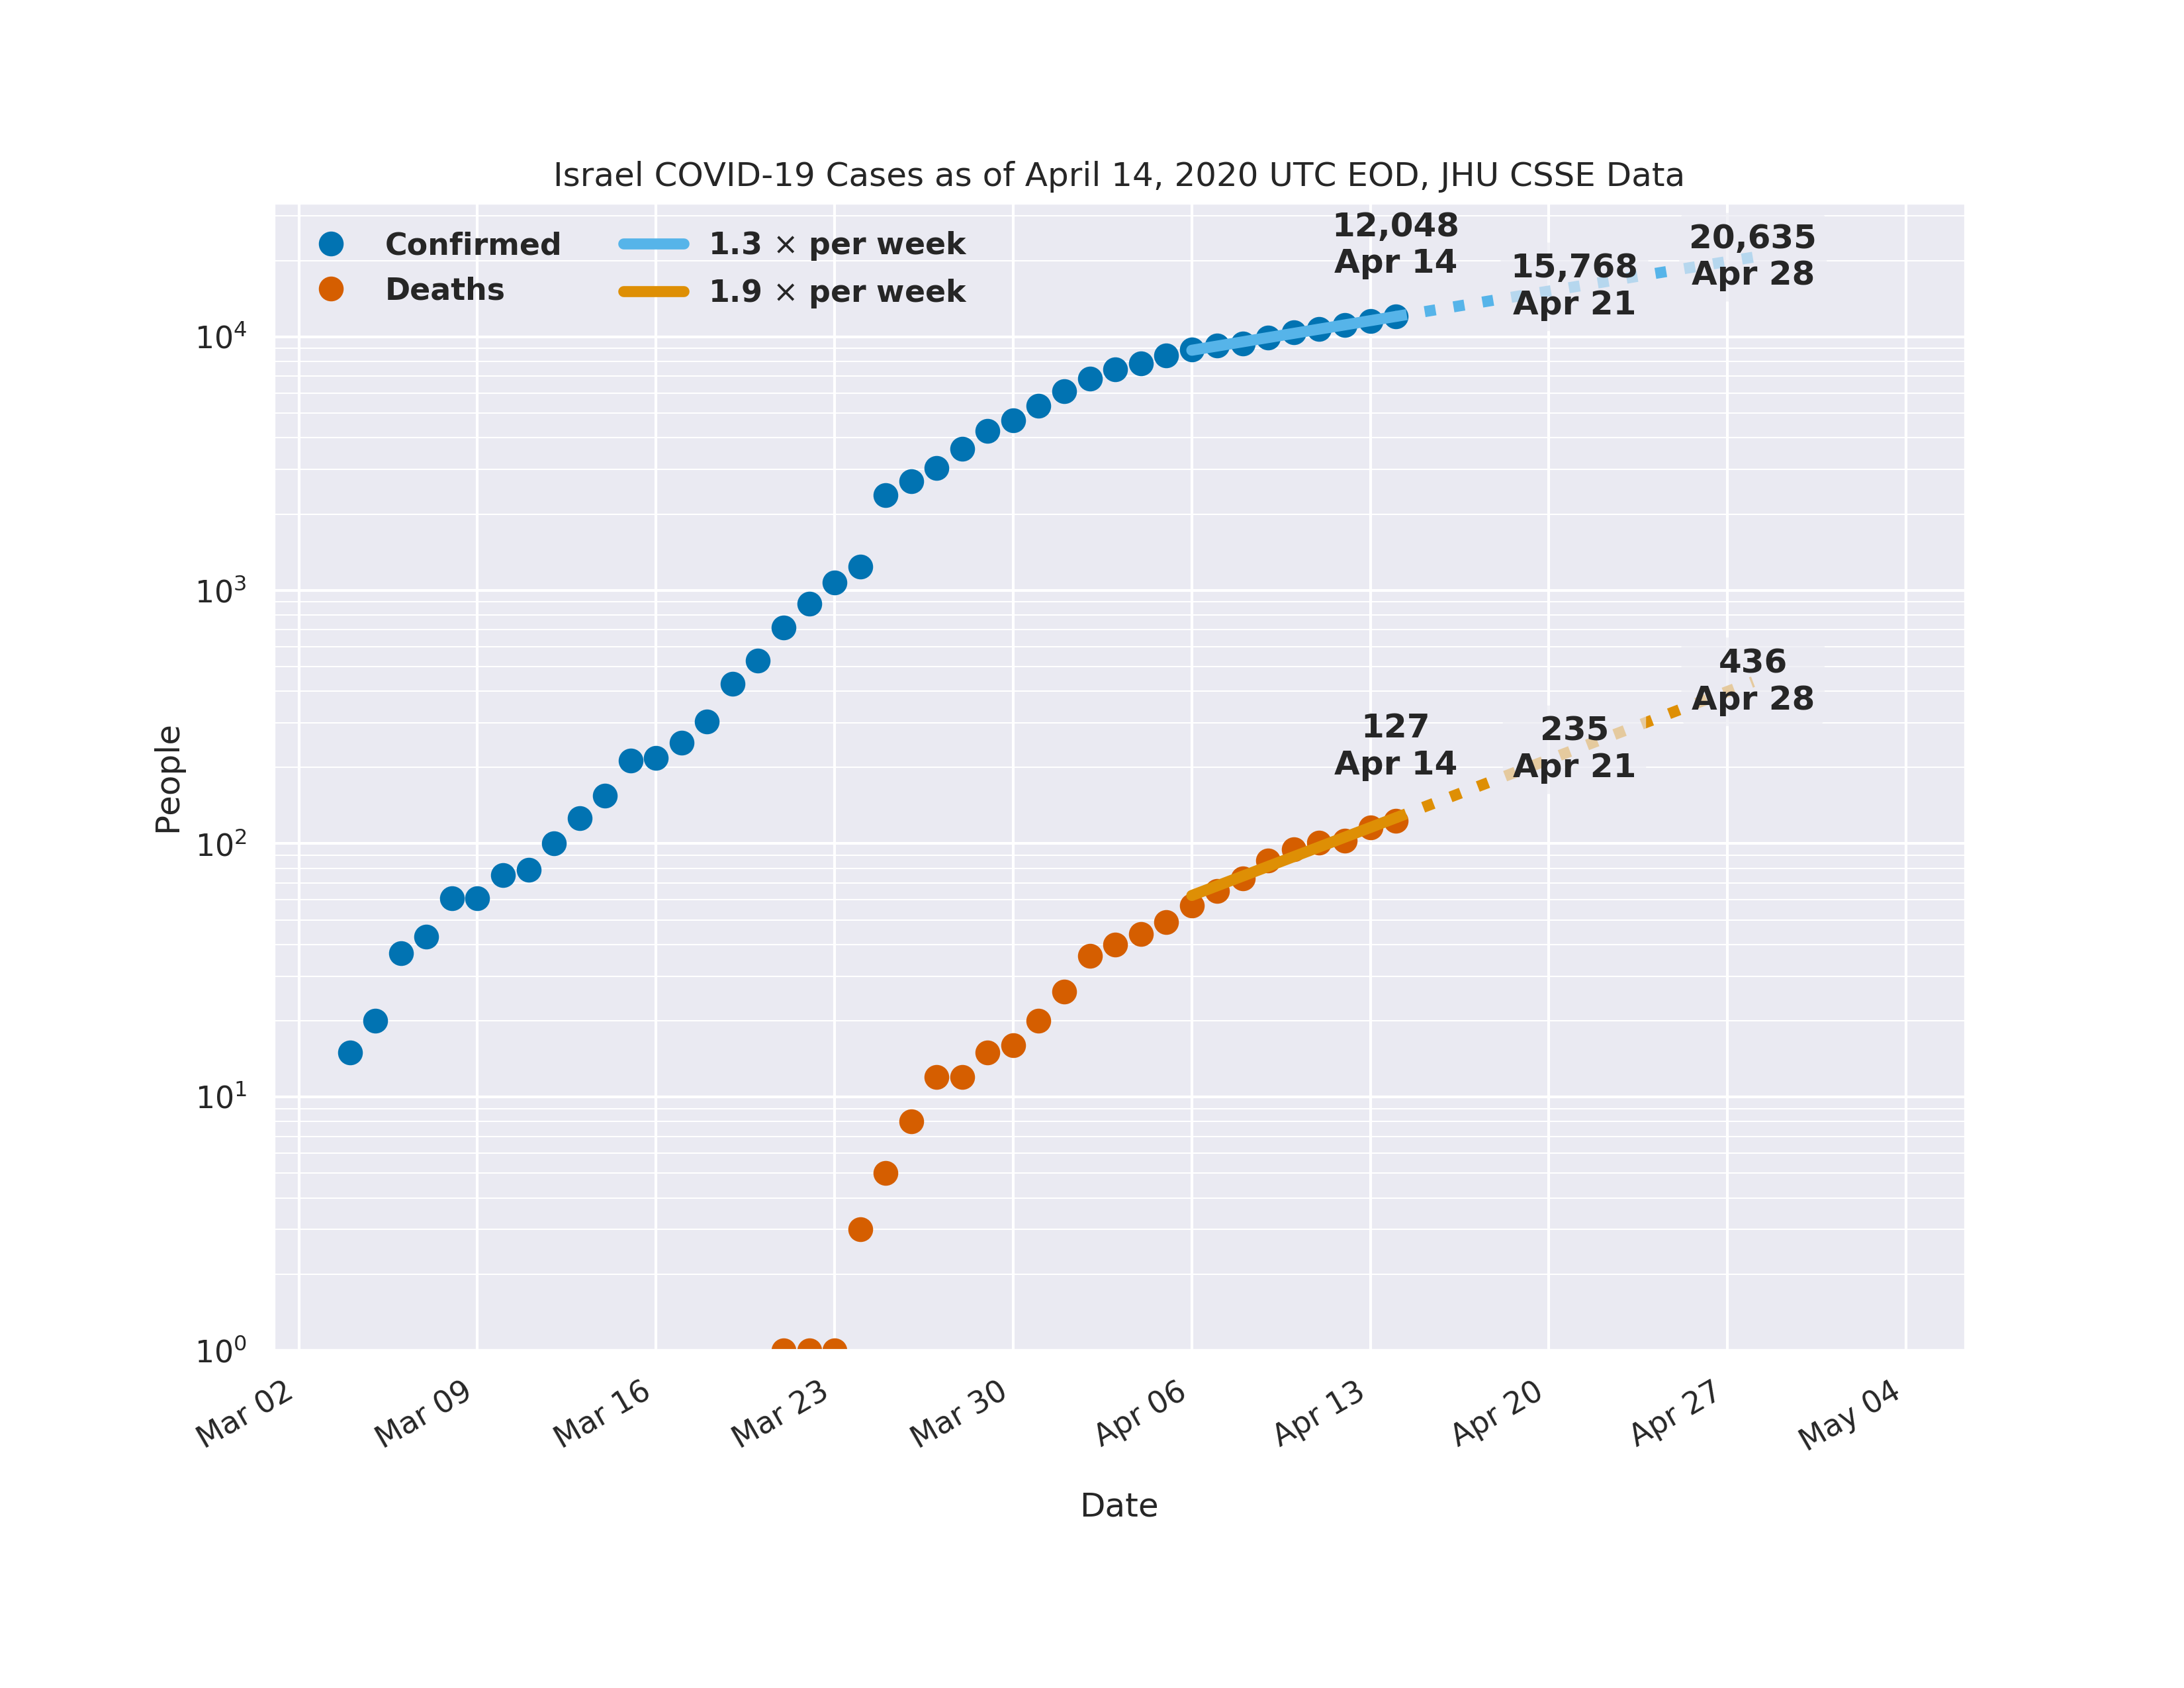 Israel COVID-19 Cases as of April 14, 2020 UTC EOD, JHU CSSE Data
Confirmed
Deaths
1.3 × per week
1.9 × per week
12,048
Apr 14
15,768
Apr 21
20,635
Apr 28
127
Apr 14
235
Apr 21
436
Apr 28
People
10⁴
10³
10²
10¹
10⁰
Mar 02
Mar 09
Mar 16
Mar 23
Mar 30
Apr 06
Apr 13
Apr 20
Apr 27
May 04
Date